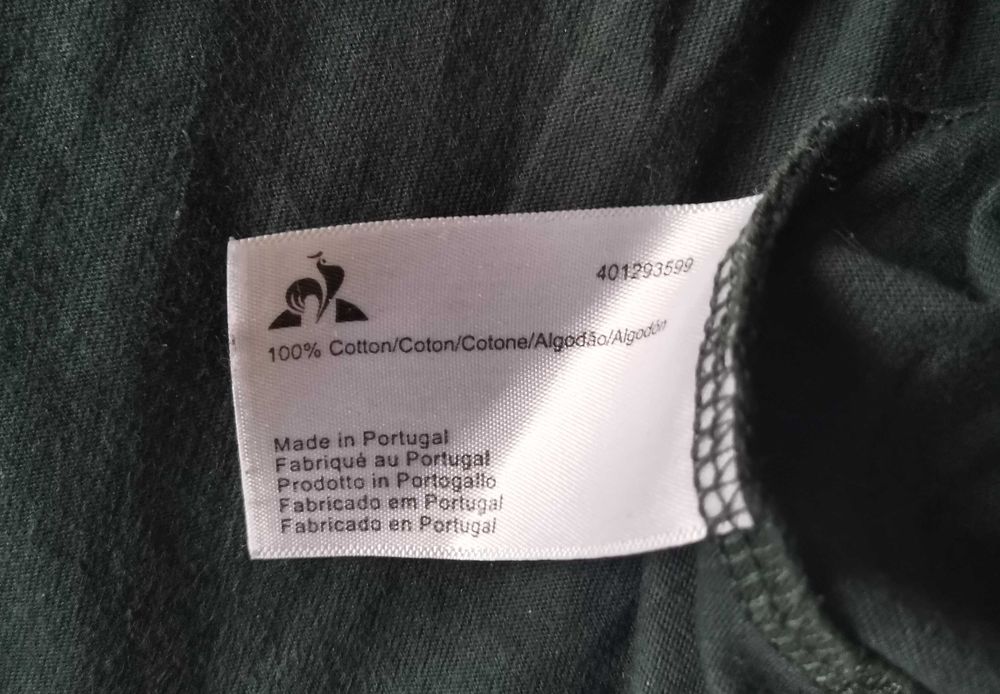 401293599
100% Cotton/Coton/Cotone/Algodão/Algodón
Made in Portugal
Fabriqué au Portugal
Prodotto in Portogallo
Fabricado em Portugal
Fabricado en Portugal